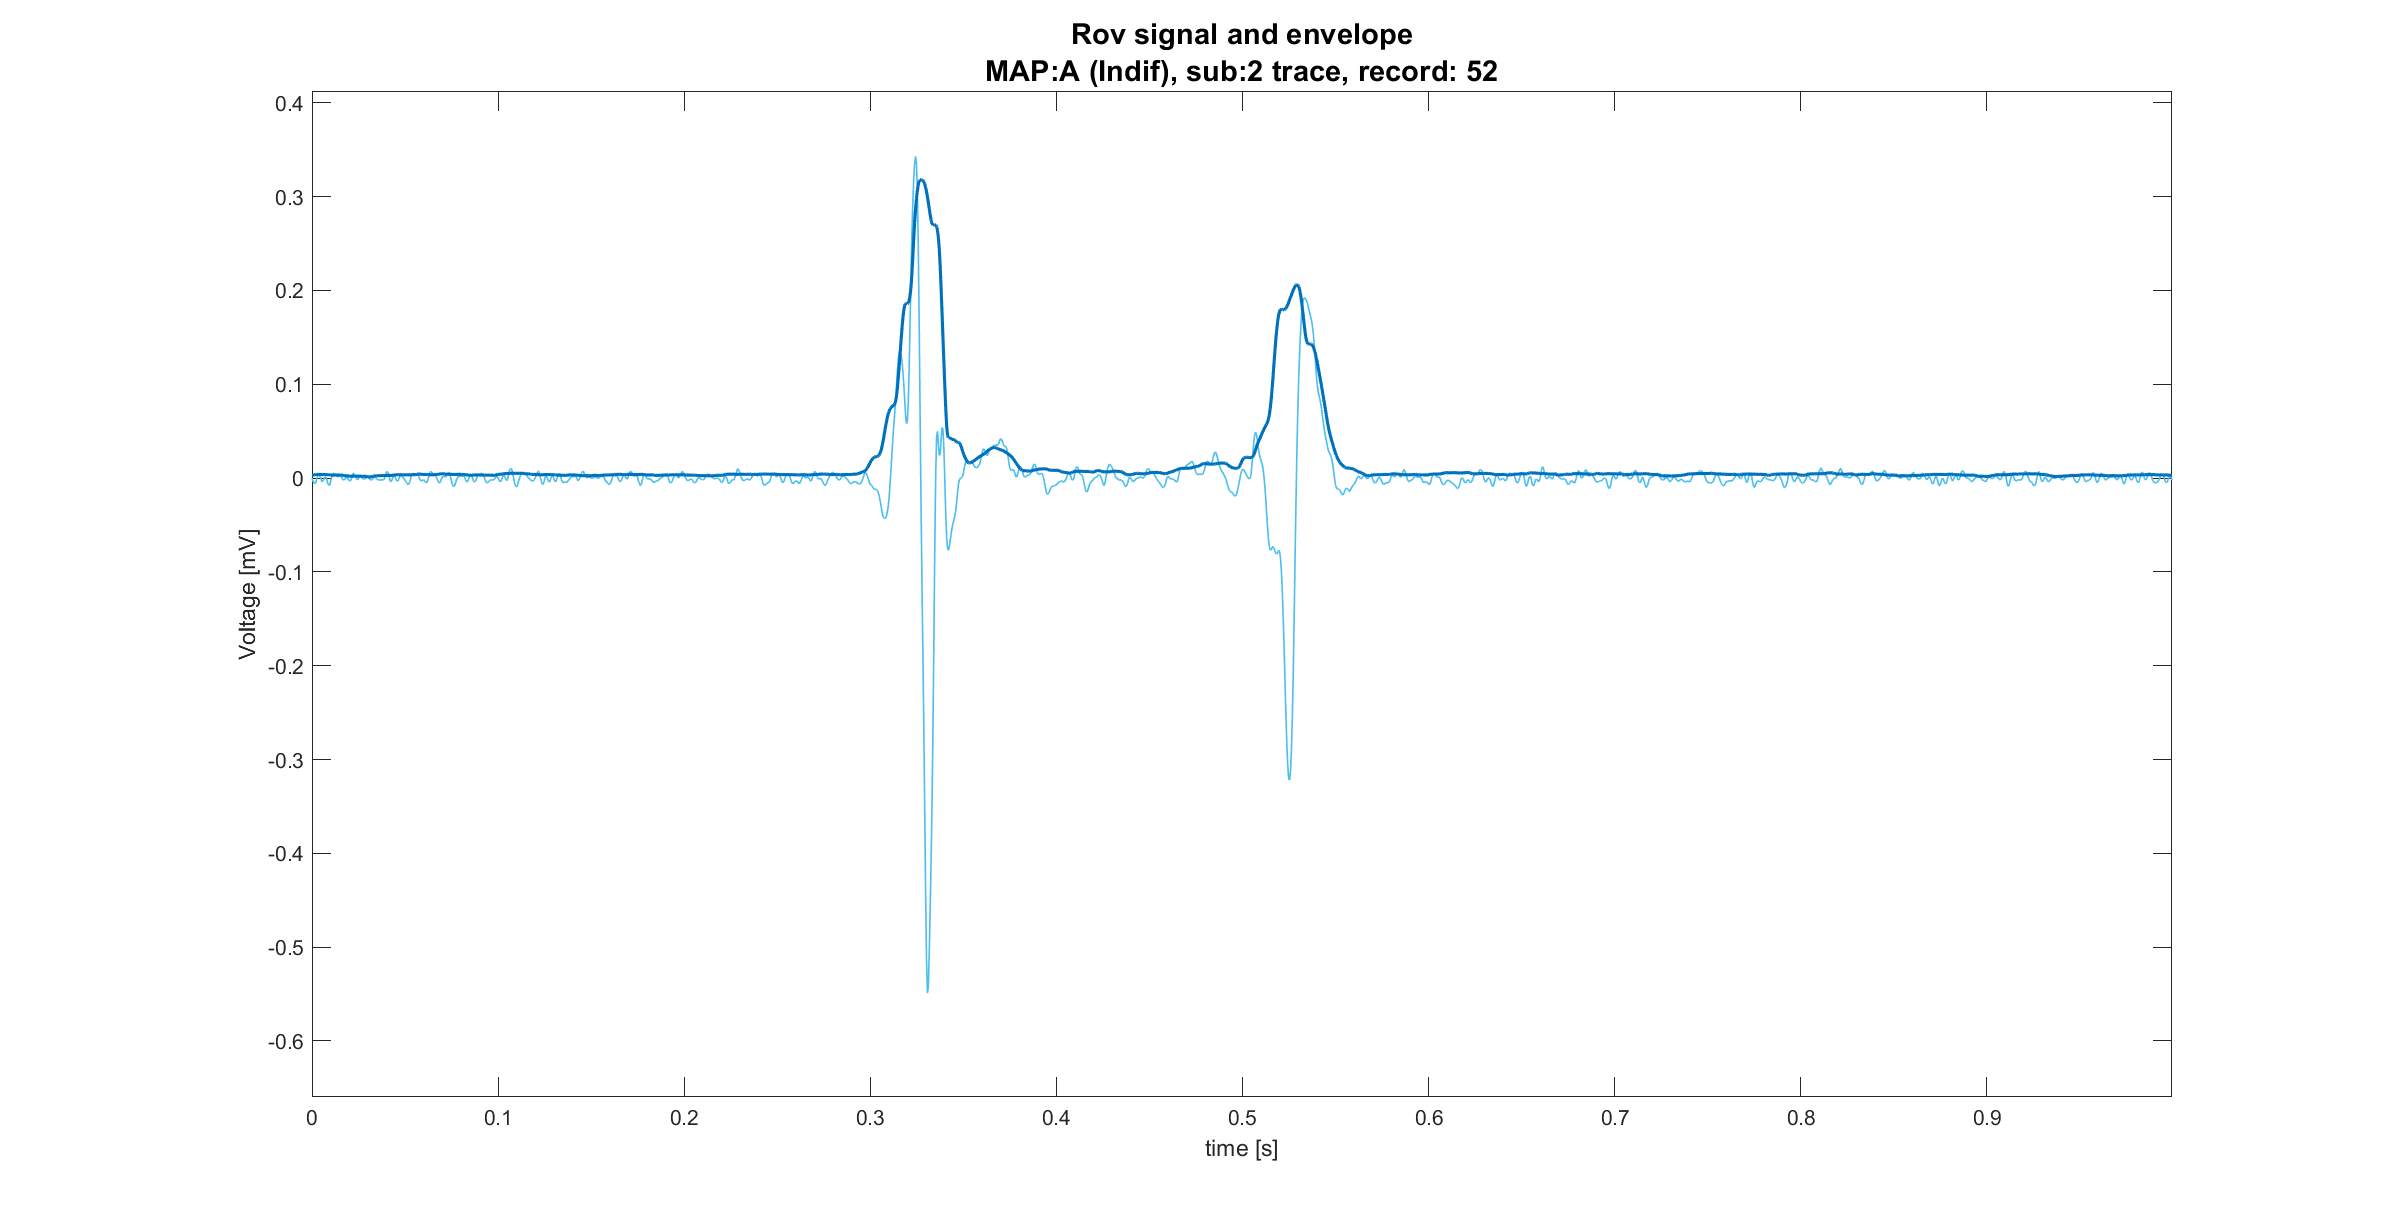 Rov signal and envelope
MAP:A (Indif), sub:2 trace, record: 52
0.4
0.3
0.2
0.1
0
-0.1
-0.2
-0.3
-0.4
-0.5
-0.6
Voltage [mV]
0 0.1 0.2 0.3 0.4 0.5 0.6 0.7 0.8 0.9
time [s]